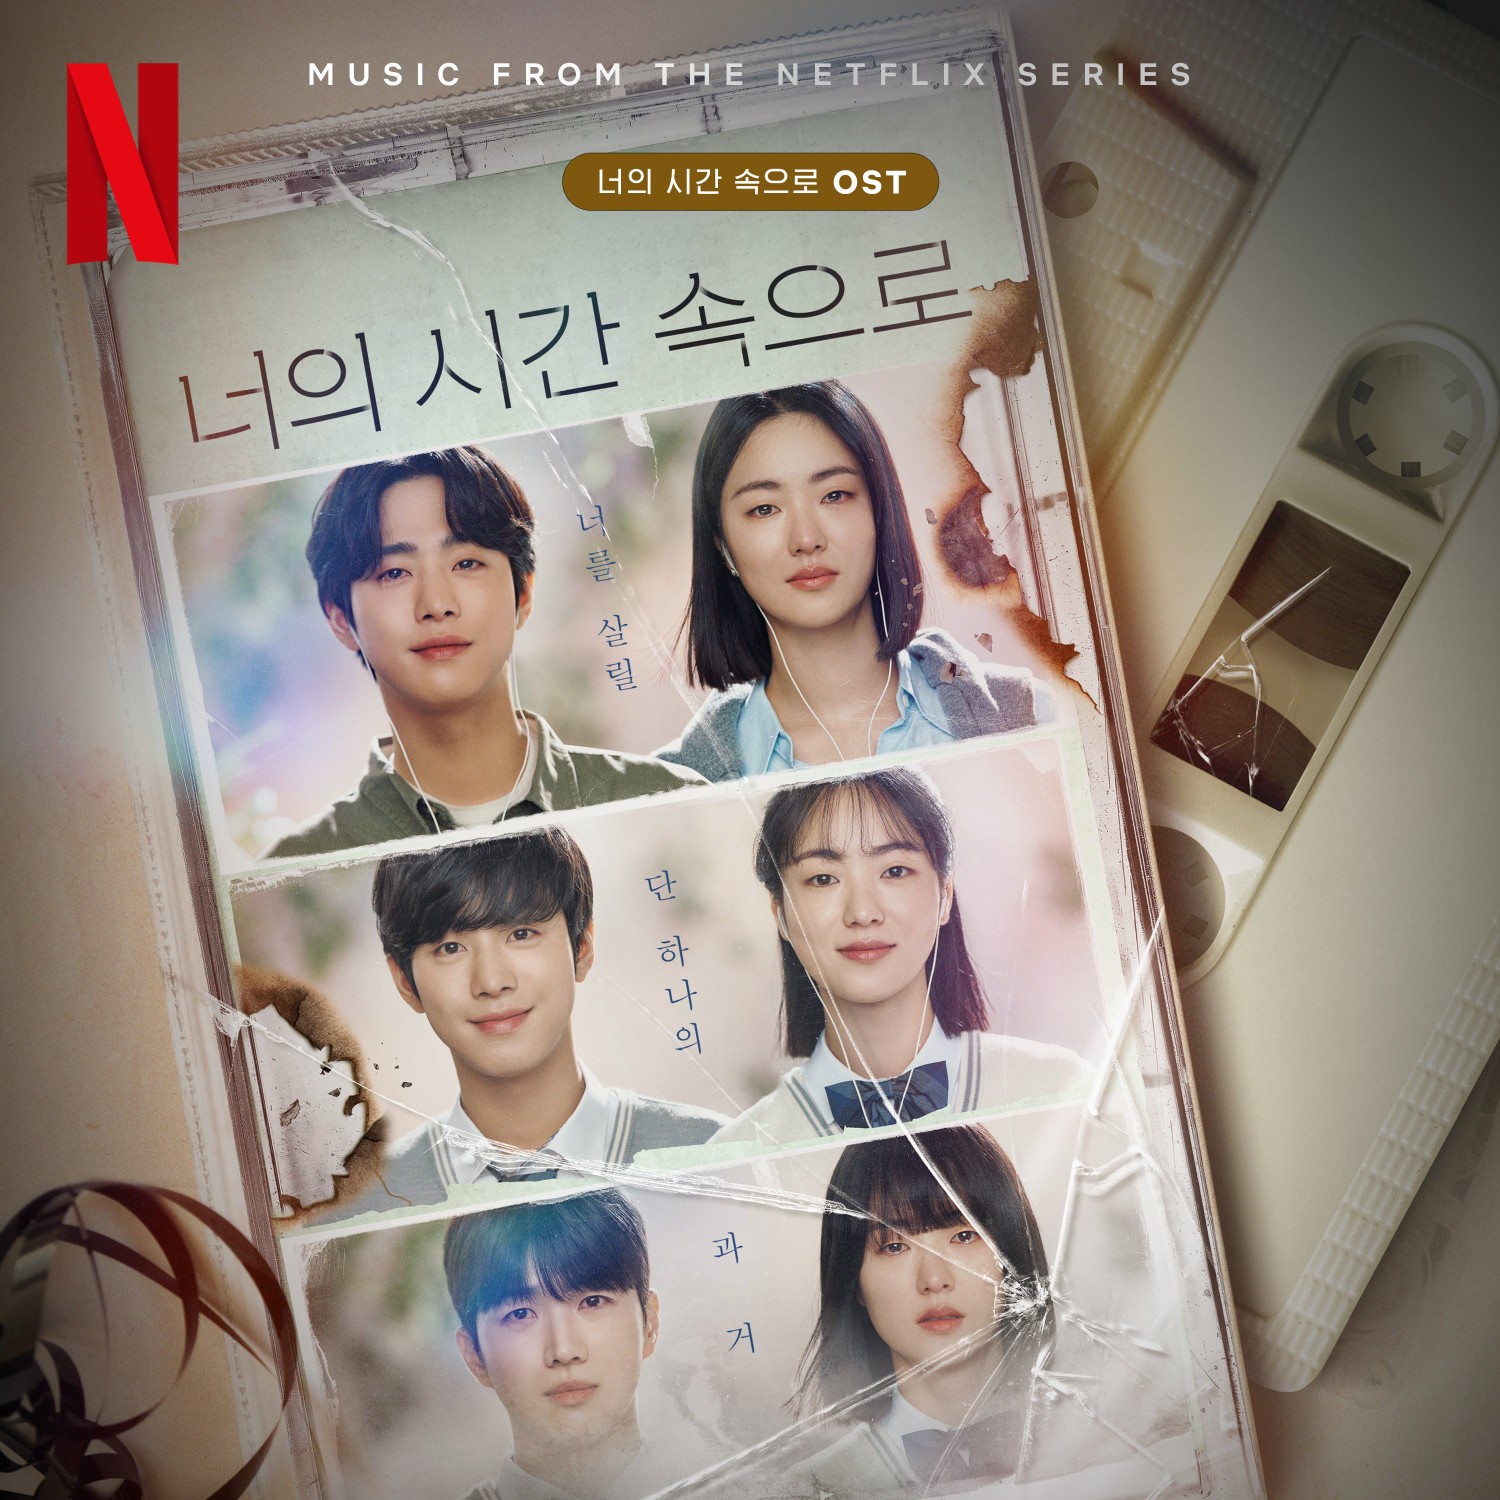 MUSIC FROM THE NETFLIX SERIES
너의 시간 속으로 OST
너의 시간 속으로
너를 살릴
단 하나의
과거